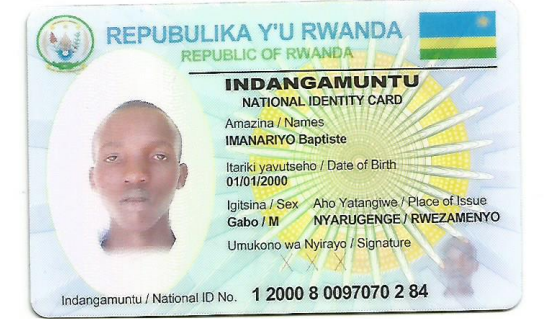 REPUBULIKA Y'U RWANDA
REPUBLIC OF RWANDA
INDANGAMUNTU
NATIONAL IDENTITY CARD
Amazina / Names
IMANARIYO Baptiste
Itariki yavutseho / Date of Birth
01/01/2000
Igitsina / Sex Aho Yatangiwe / Place of Issue
Gabo / M NYARUGENGE / RWEZAMENYO
Umukono wa Nyirayo / Signature
X X X
Indangamuntu / National ID No. 1 2000 8 0097070 2 84